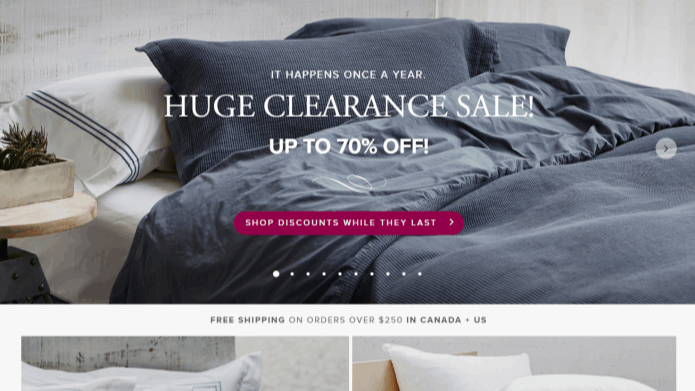 IT HAPPENS ONCE A YEAR.
HUGE CLEARANCE SALE!
UP TO 70% OFF!
SHOP DISCOUNTS WHILE THEY LAST
FREE SHIPPING ON ORDERS OVER $250 IN CANADA + US